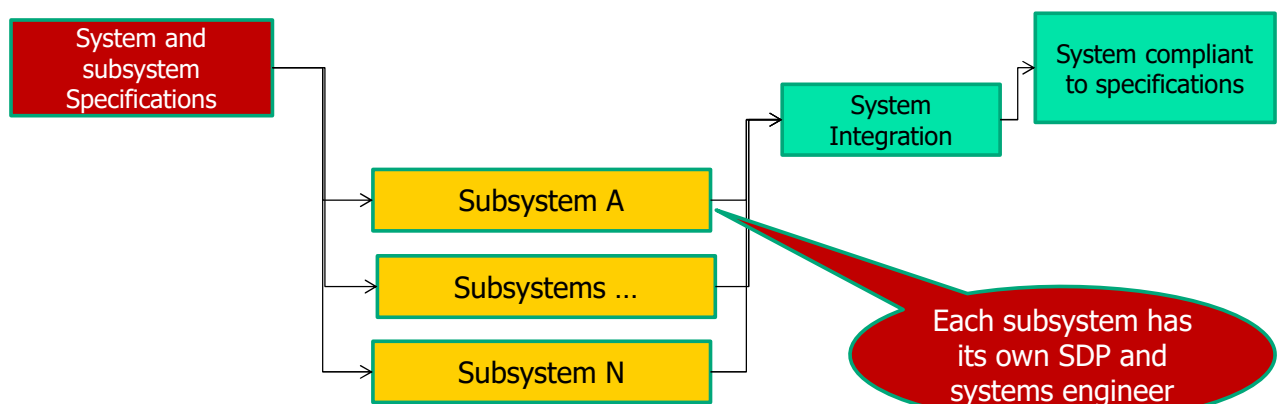 System and
subsystem
Specifications
System compliant
to specifications
System
Integration
Subsystem A
Subsystems ...
Subsystem N
Each subsystem has
its own SDP and
systems engineer